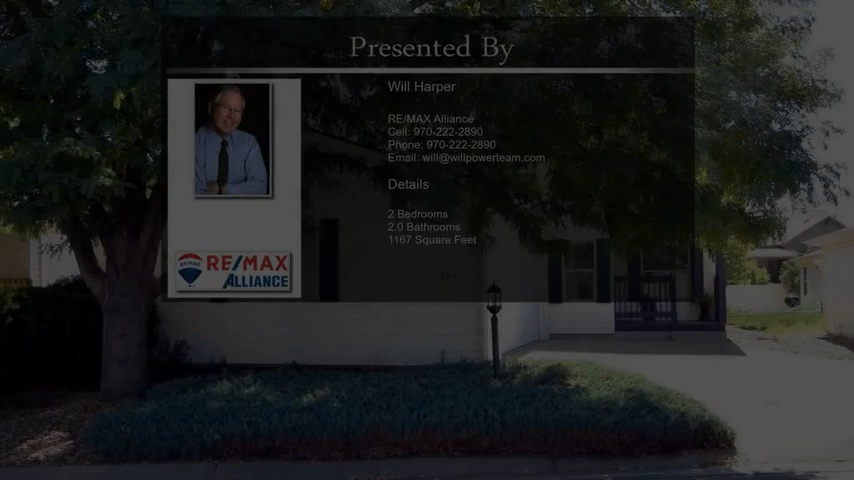 Presented By
Will Harper
RE/MAX Alliance
Cell: 970-222-2890
Phone: 970-222-2890
Email: will@willpowerteam.com
Details
2 Bedrooms
2.0 Bathrooms
1167 Square Feet
RE/MAX
ALLIANCE